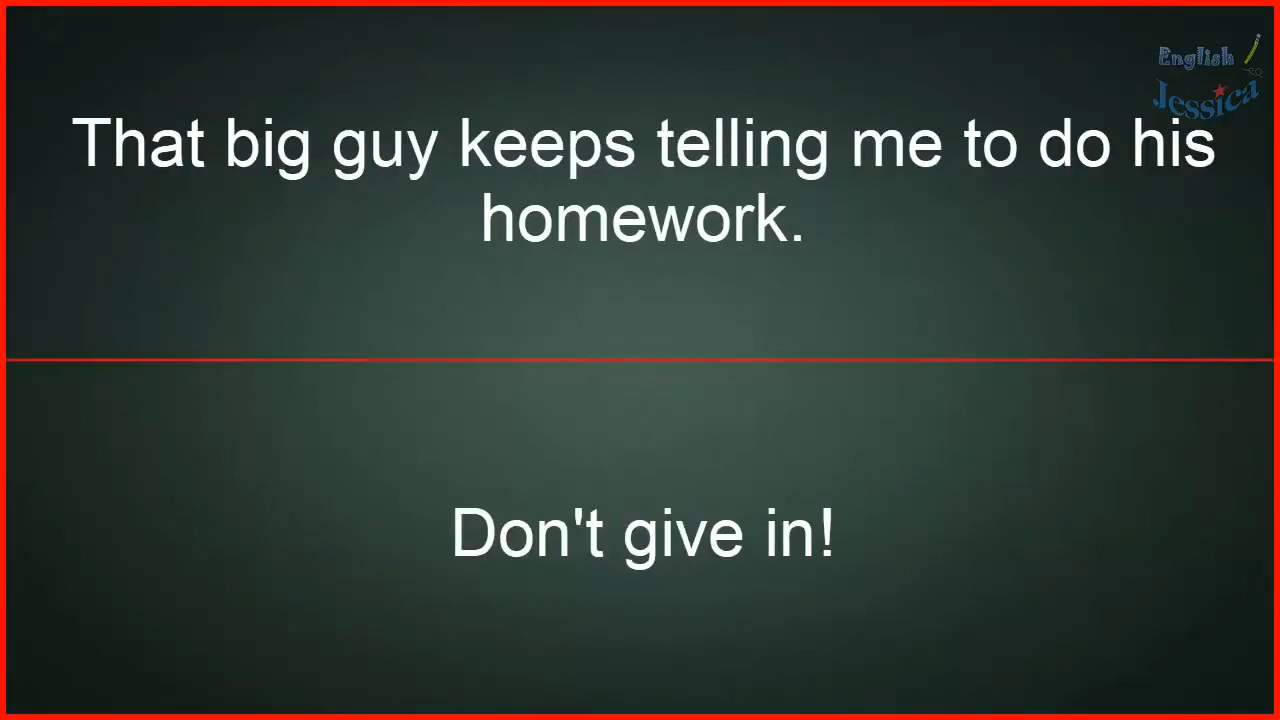 English
Jessica
That big guy keeps telling me to do his
homework.
Don't give in!